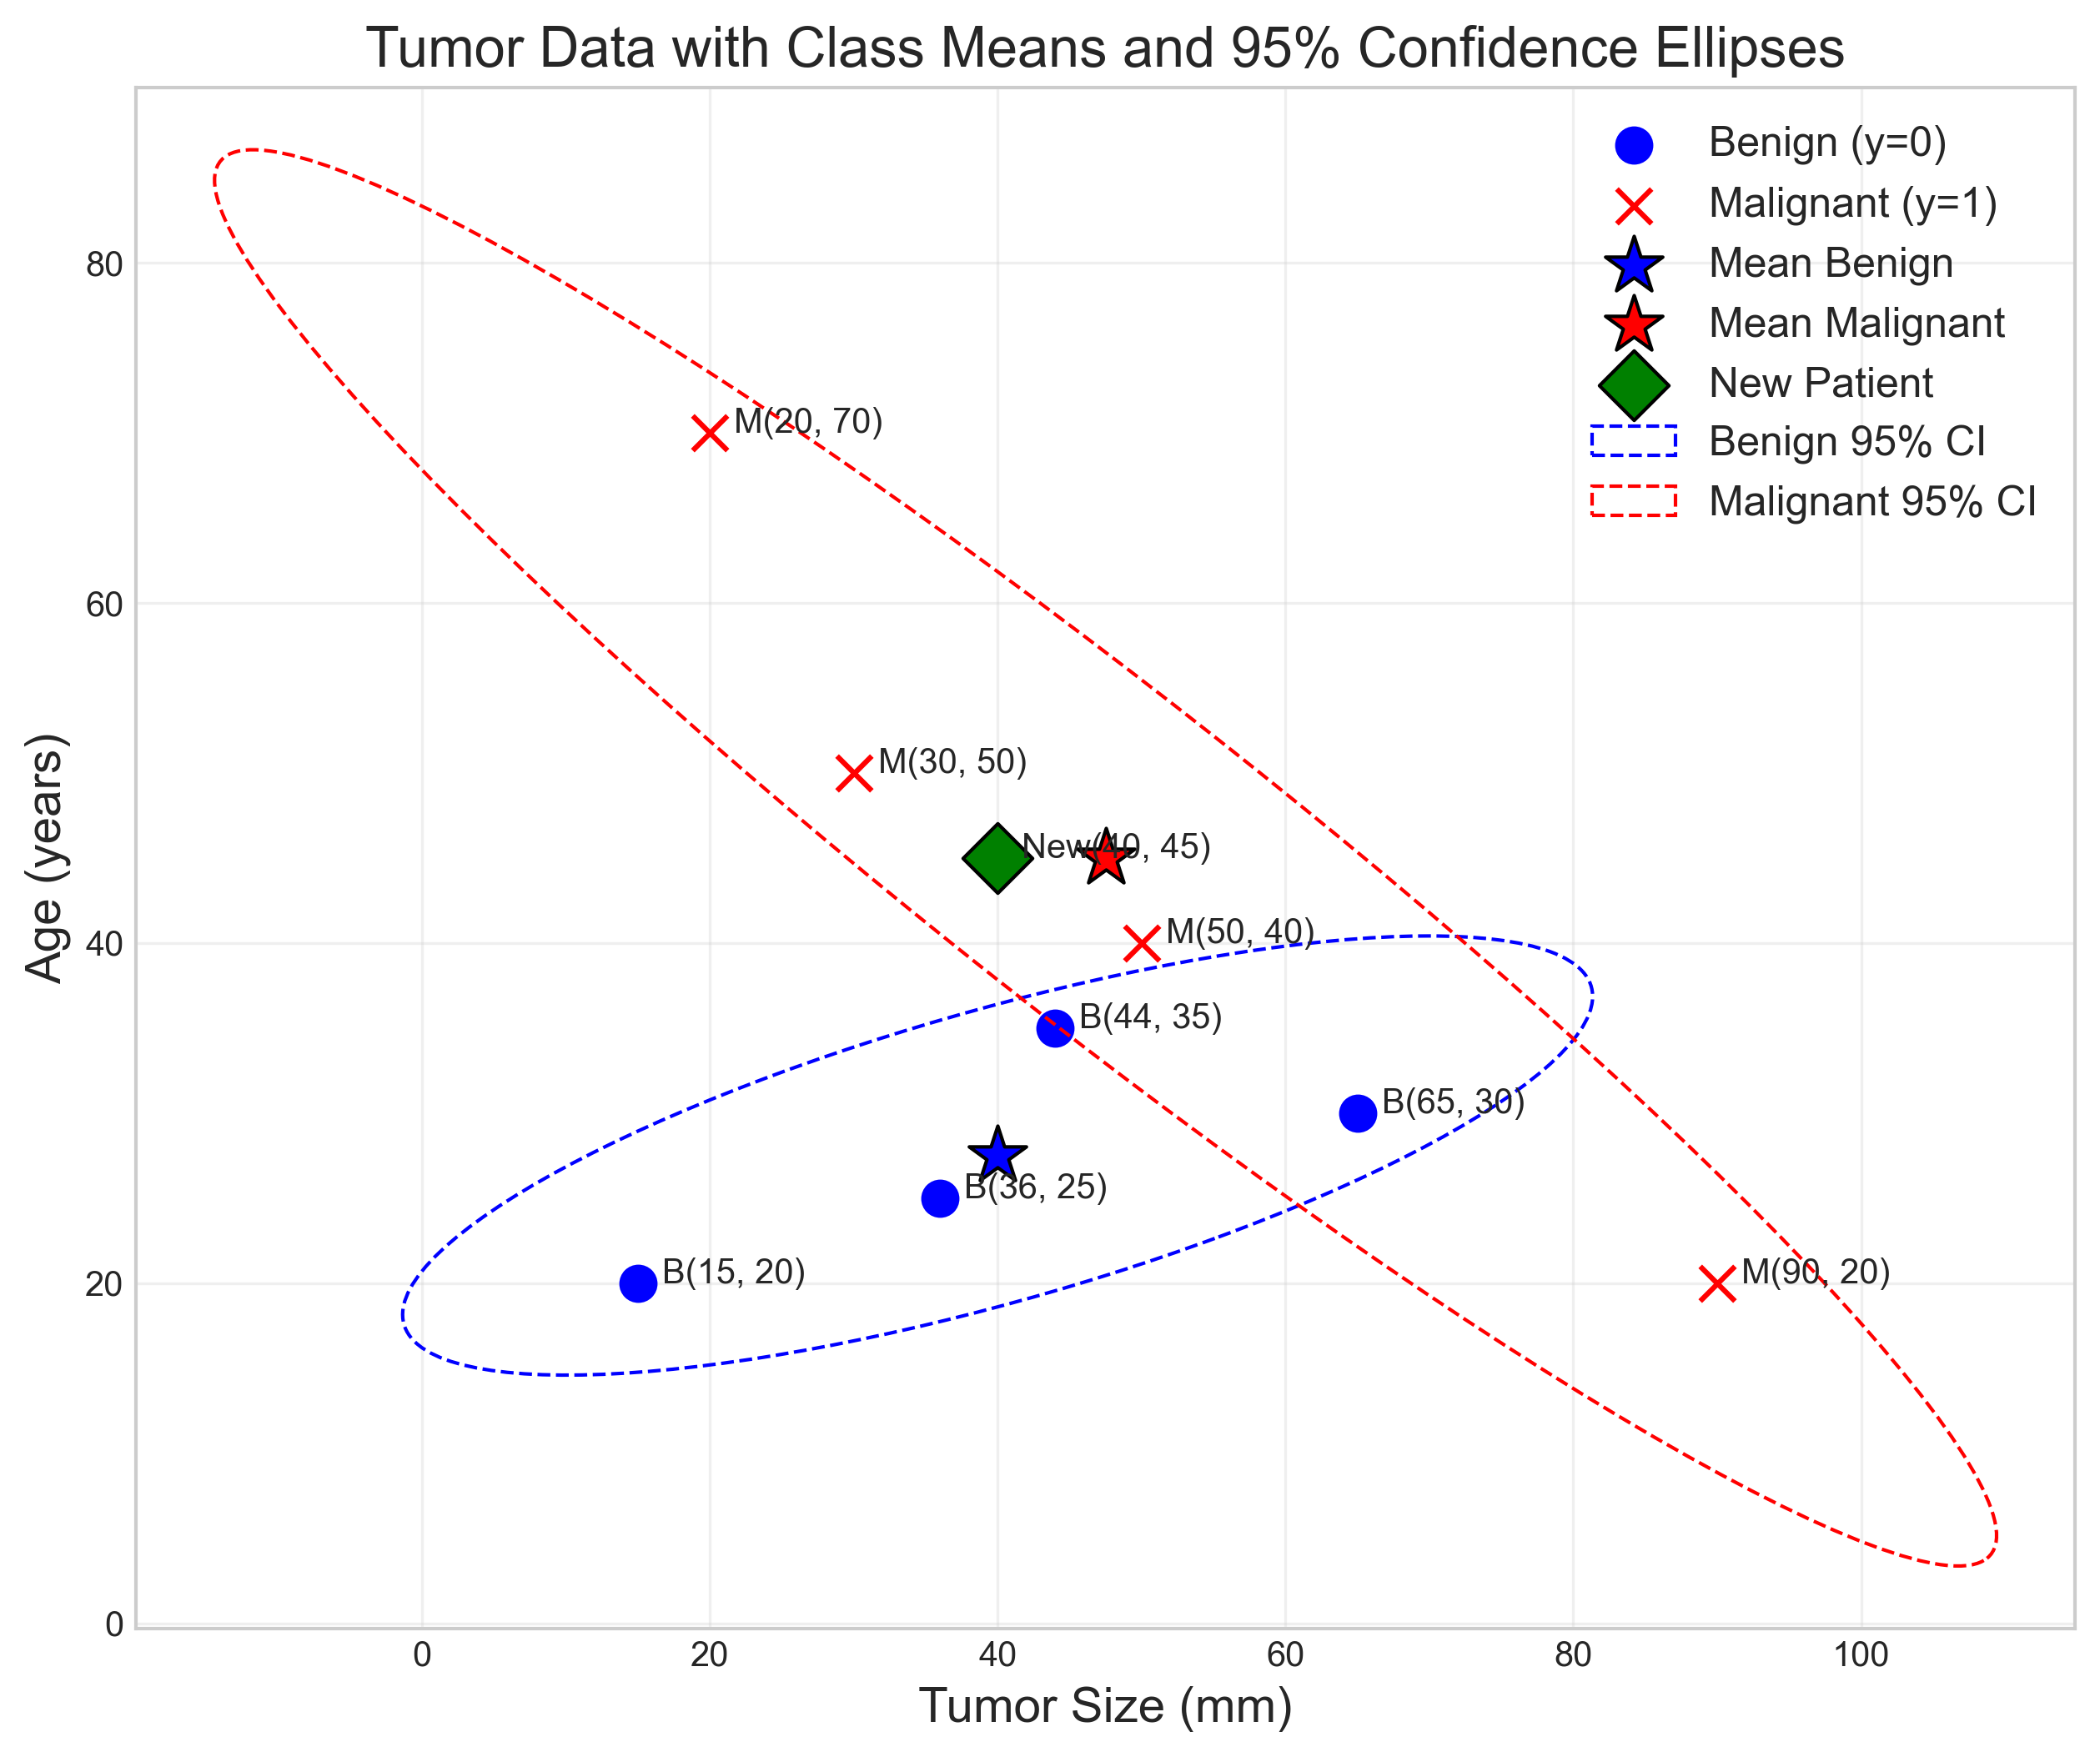 Tumor Data with Class Means and 95% Confidence Ellipses
Benign (y=0)
Malignant (y=1)
Mean Benign
Mean Malignant
New Patient
Benign 95% CI
Malignant 95% CI
Age (years)
80
60
40
20
0
M(20, 70)
M(30, 50)
New(40, 45)
M(50, 40)
B(44, 35)
B(65, 30)
B(36, 25)
B(15, 20)
M(90, 20)
0
20
40
60
80
100
Tumor Size (mm)